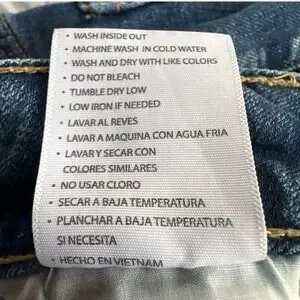 • WASH INSIDE OUT
• MACHINE WASH IN COLD WATER
• WASH AND DRY WITH LIKE COLORS
• DO NOT BLEACH
• TUMBLE DRY LOW
• LOW IRON IF NEEDED
• LAVAR AL REVES
• LAVAR A MAQUINA CON AGUA FRIA
• LAVAR Y SECAR CON
COLORES SIMILARES
• NO USAR CLORO
• SECAR A BAJA TEMPERATURA
• PLANCHAR A BAJA TEMPERATURA
SI NECESITA
• HECHO EN VIETNAM